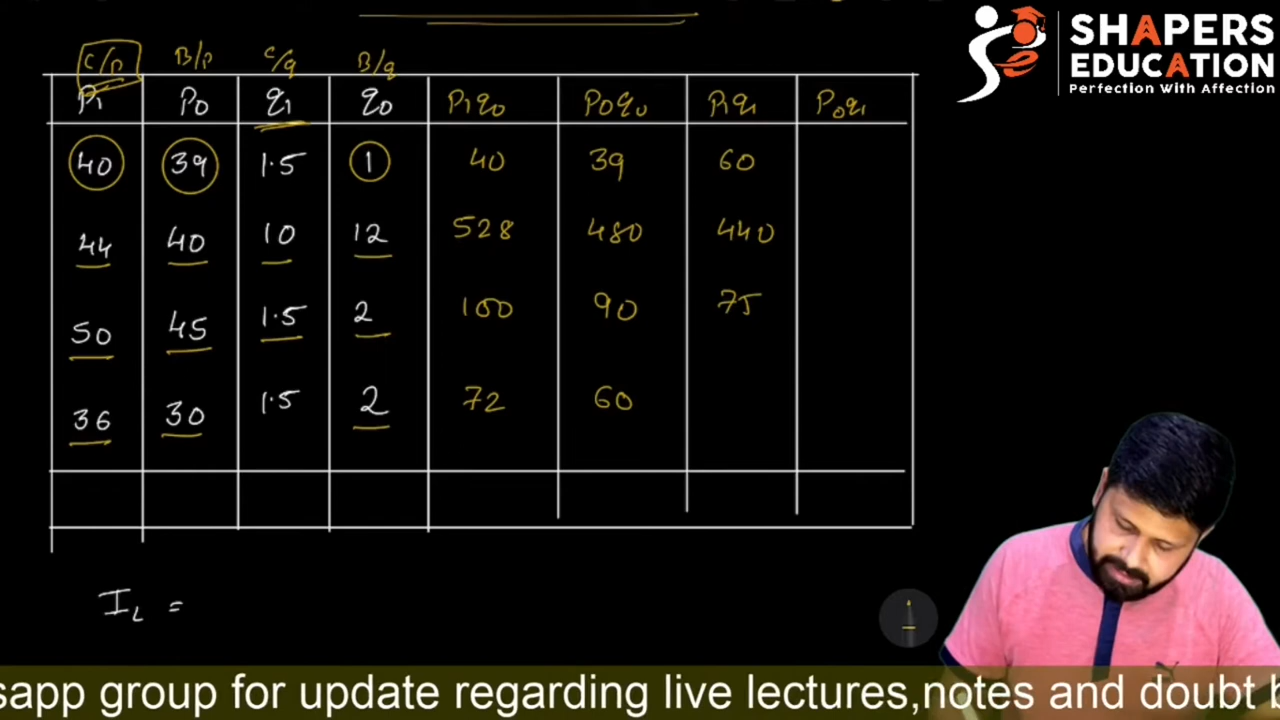 SHAPERS
EDUCATION
Perfection With Affection
C/P B/P C/q B/q
P₁ P₀ q₁ q₀ P₁q₀ P₀q₀ P₁q₁ P₀q₁
40 39 1.5 1 40 39 60
44 40 10 12 528 480 440
50 45 1.5 2 100 90 75
36 30 1.5 2 72 60
I_L =
sapp group for update regarding live lectures,notes and doubt